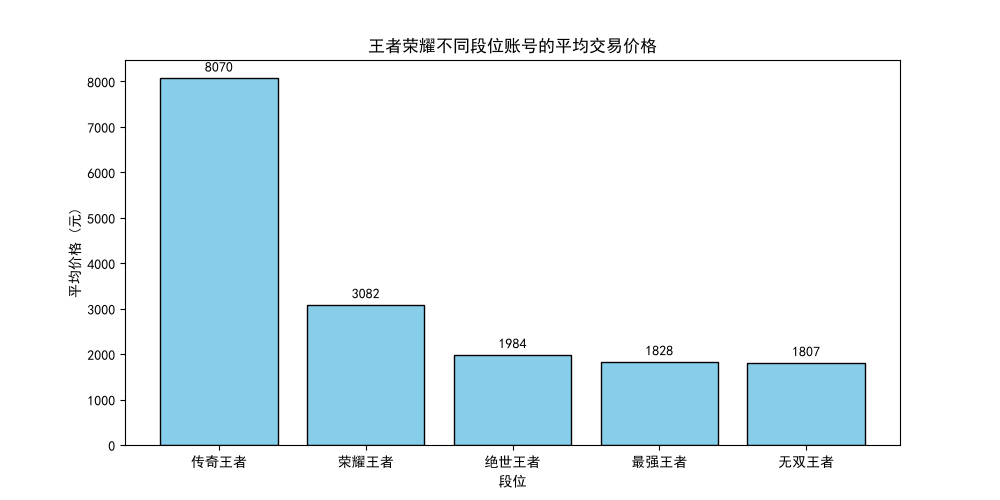 王者荣耀不同段位账号的平均交易价格
8070
8000
7000
6000
5000
4000
3000
2000
1000
0
平均价格（元）
3082
1984
1828
1807
传奇王者
荣耀王者
绝世王者
最强王者
无双王者
段位